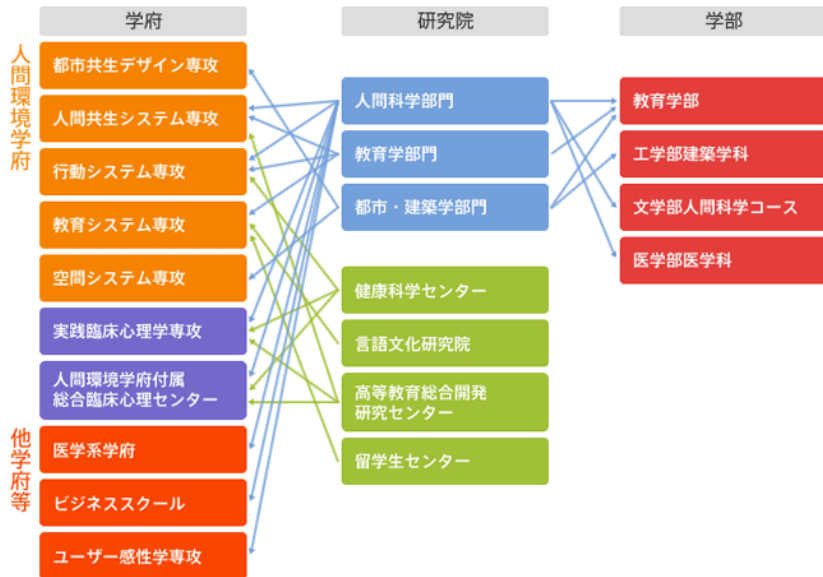 学府
人間環境学府
都市共生デザイン専攻
人間共生システム専攻
行動システム専攻
教育システム専攻
空間システム専攻
実践臨床心理学専攻
人間環境学府付属
総合臨床心理センター
他学府等
医学系学府
ビジネススクール
ユーザー感性学専攻
研究院
人間科学部門
教育学部門
都市・建築学部門
健康科学センター
言語文化研究院
高等教育総合開発
研究センター
留学生センター
学部
教育学部
工学部建築学科
文学部人間科学コース
医学部医学科